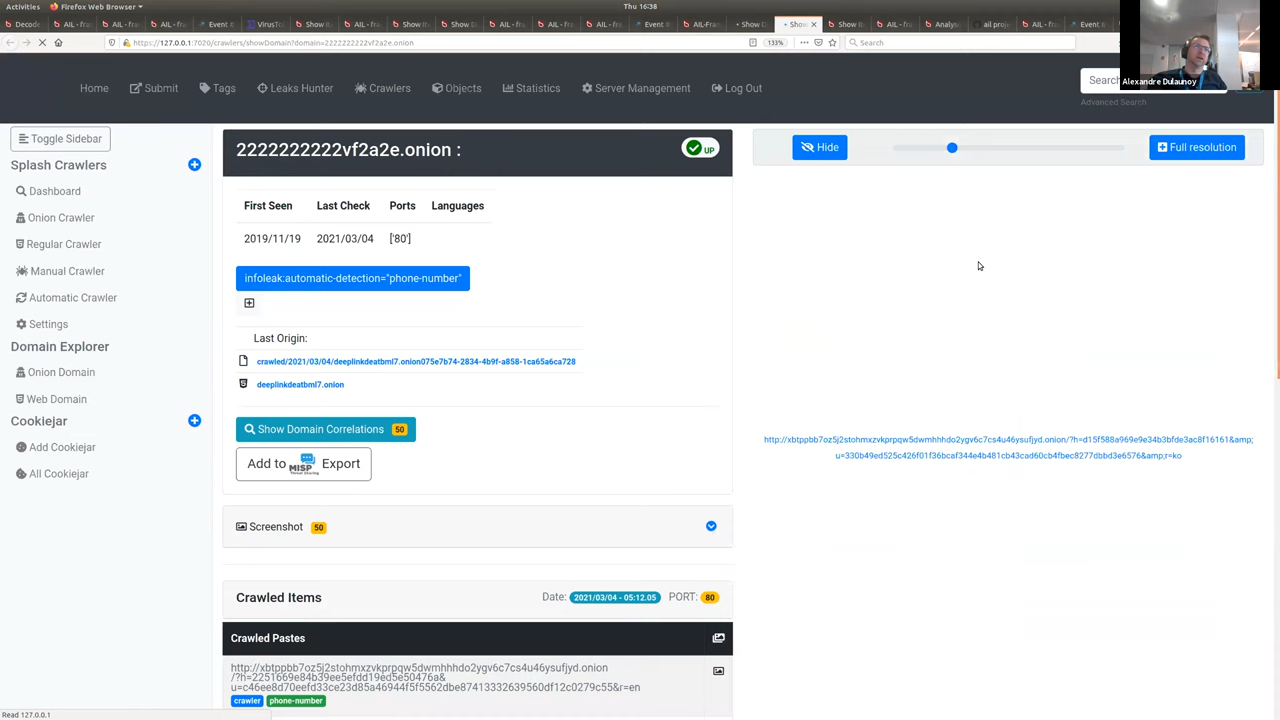 Activities
Firefox Web Browser
Thu 16:38
Decode
AIL - fra
Event i
VirusTo
Show It
AIL - fra
Show It
Show D
AIL - fra
AIL - fra
AIL - fra
Event i
AIL-Fran
Show D
Show
Show It
AIL - fra
Analys
ail proje
AIL - fra
Event i
https://127.0.0.1:7020/crawlers/showDomain?domain=2222222222vf2a2e.onion
133%
Search
Alexandre Dulaunoy
Home
Submit
Tags
Leaks Hunter
Crawlers
Objects
Statistics
Server Management
Log Out
Search
Advanced Search
Toggle Sidebar
Splash Crawlers
Dashboard
Onion Crawler
Regular Crawler
Manual Crawler
Automatic Crawler
Settings
Domain Explorer
Onion Domain
Web Domain
Cookiejar
Add Cookiejar
All Cookiejar
2222222222vf2a2e.onion :
UP
First Seen Last Check Ports Languages
2019/11/19 2021/03/04 ['80']
infoleak:automatic-detection="phone-number"
Last Origin:
crawled/2021/03/04/deeplinkdeatbml7.onion075e7b74-2834-4b9f-a858-1ca65a6ca728
deeplinkdeatbml7.onion
Show Domain Correlations 50
Add to MISP Export
Threat Sharing
Screenshot 50
Crawled Items
Date: 2021/03/04 - 05:12.05 PORT: 80
Crawled Pastes
http://xbtppbb7oz5j2stohmxzvkprpqw5dwmhhhdo2ygv6c7cs4u46ysufjyd.onion
/?h=2251669e84b39ee5efdd19ed5e50476a&
u=c46ee8d70eefd33ce23d85a46944f5f5562dbe87413332639560df12c0279c55&r=en
crawler phone-number
Hide
Full resolution
http://xbtppbb7oz5j2stohmxzvkprpqw5dwmhhhdo2ygv6c7cs4u46ysufjyd.onion/?h=d15f588a969e9e34b3bfde3ac8f16161&amp;
u=330b49ed525c426f01f36bcaf344e4b481cb43cad60cb4fbec8277dbbd3e6576&amp;r=ko
Read 127.0.0.1